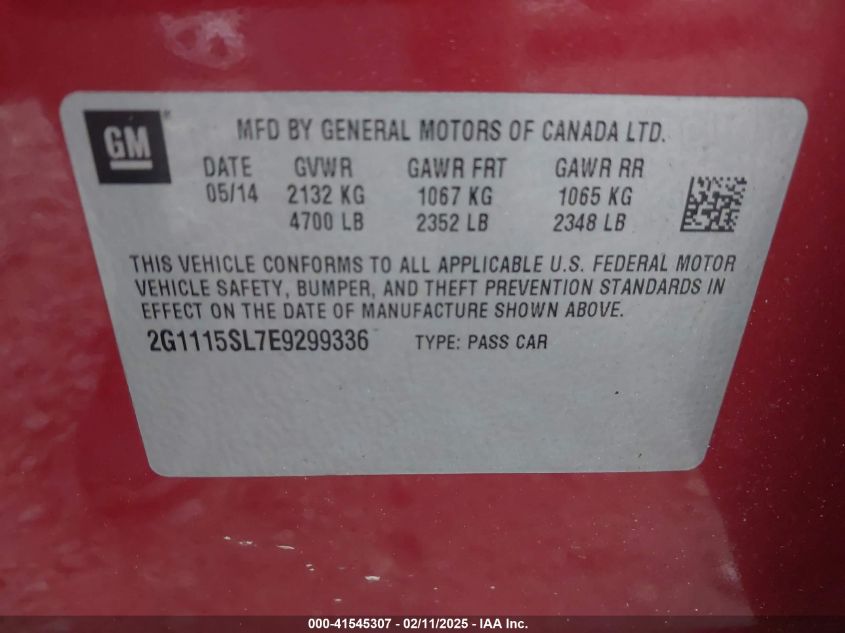 GM
MFD BY GENERAL MOTORS OF CANADA LTD.
DATE GVWR GAWR FRT GAWR RR
05/14 2132 KG 1067 KG 1065 KG
4700 LB 2352 LB 2348 LB
THIS VEHICLE CONFORMS TO ALL APPLICABLE U.S. FEDERAL MOTOR
VEHICLE SAFETY, BUMPER, AND THEFT PREVENTION STANDARDS IN
EFFECT ON THE DATE OF MANUFACTURE SHOWN ABOVE.
2G1115SL7E9299336 TYPE: PASS CAR
000-41545307 - 02/11/2025 - IAA Inc.